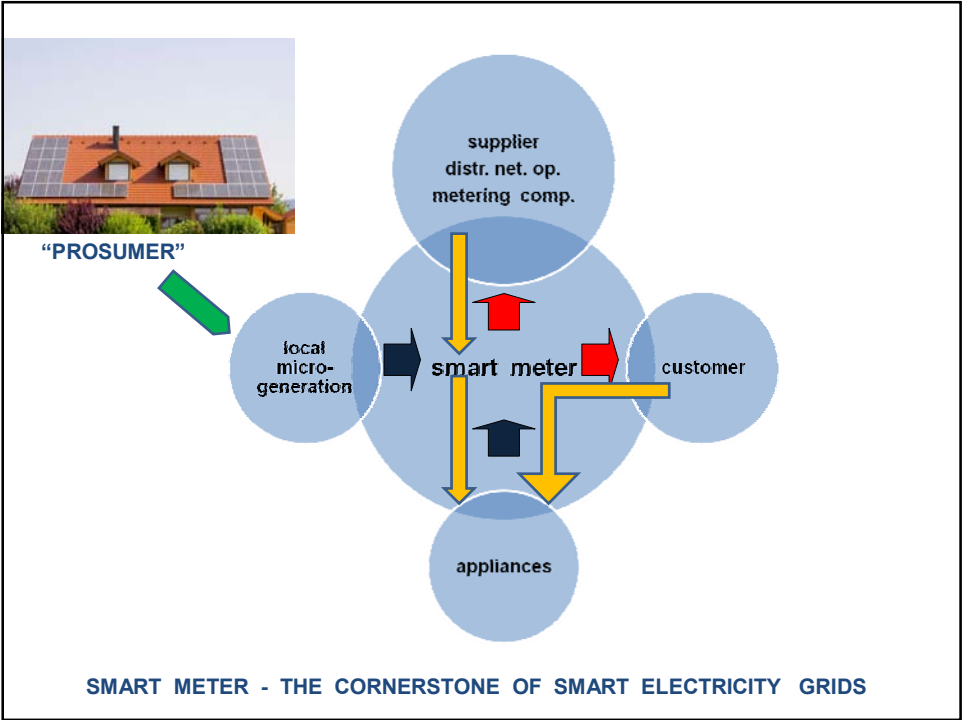 supplier
distr. net. op.
metering comp.
“PROSUMER”
local
micro-
generation
smart meter
customer
appliances
SMART METER - THE CORNERSTONE OF SMART ELECTRICITY GRIDS